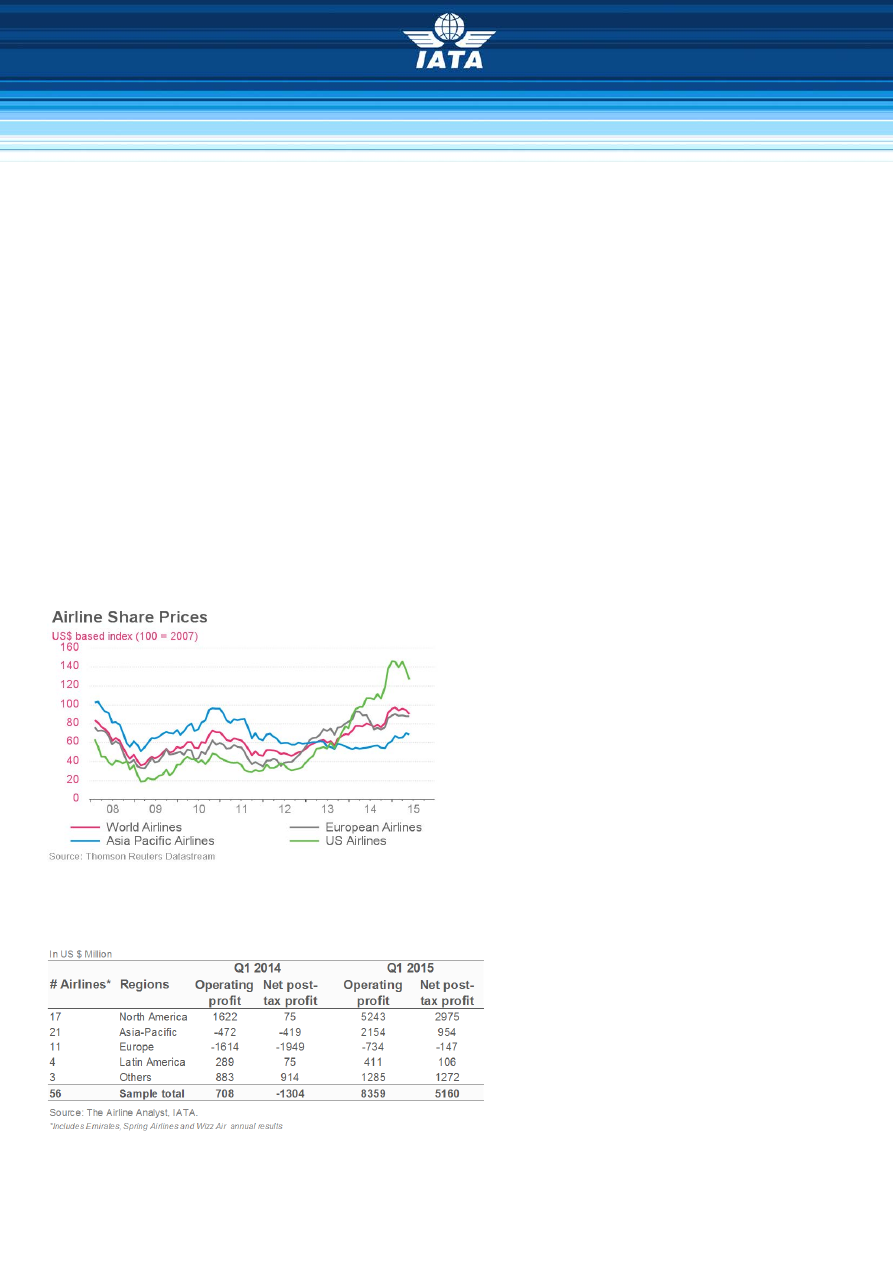 IATA
Airline Share Prices
US$ based index (100 = 2007)
160
140
120
100
80
60
40
20
0
08 09 10 11 12 13 14 15
World Airlines European Airlines
Asia Pacific Airlines US Airlines
Source: Thomson Reuters Datastream
In US $ Million
Q1 2014 Q1 2015
# Airlines* Regions Operating profit Net post-tax profit Operating profit Net post-tax profit
17 North America 1622 75 5243 2975
21 Asia-Pacific -472 -419 2154 954
11 Europe -1614 -1949 -734 -147
4 Latin America 289 75 411 106
3 Others 883 914 1285 1272
56 Sample total 708 -1304 8359 5160
Source: The Airline Analyst, IATA.
*Includes Emirates, Spring Airlines and Wizz Air annual results